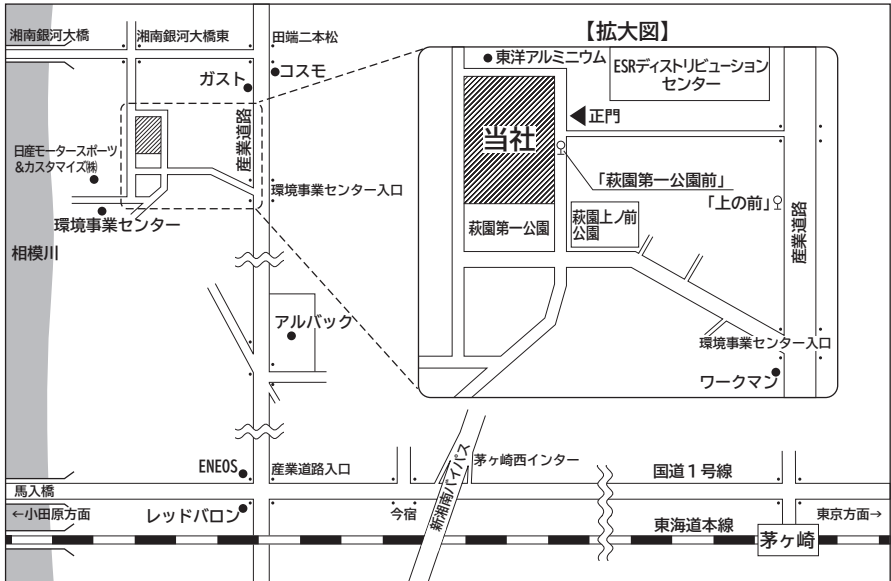 湘南銀河大橋
湘南銀河大橋東
田端二本松
ガスト
コスモ
日産モータースポーツ
&カスタマイズ㈱
産業道路
環境事業センター入口
環境事業センター
相模川
アルバック
【拡大図】
東洋アルミニウム
ESRディストリビューション
センター
当社
正門
「萩園第一公園前」
「上の前」
萩園第一公園
萩園上ノ前
公園
産業道路
環境事業センター入口
ワークマン
ENEOS
産業道路入口
新湘南バイパス
茅ヶ崎西インター
国道1号線
馬入橋
←小田原方面
レッドバロン
今宿
東海道本線
東京方面→
茅ヶ崎